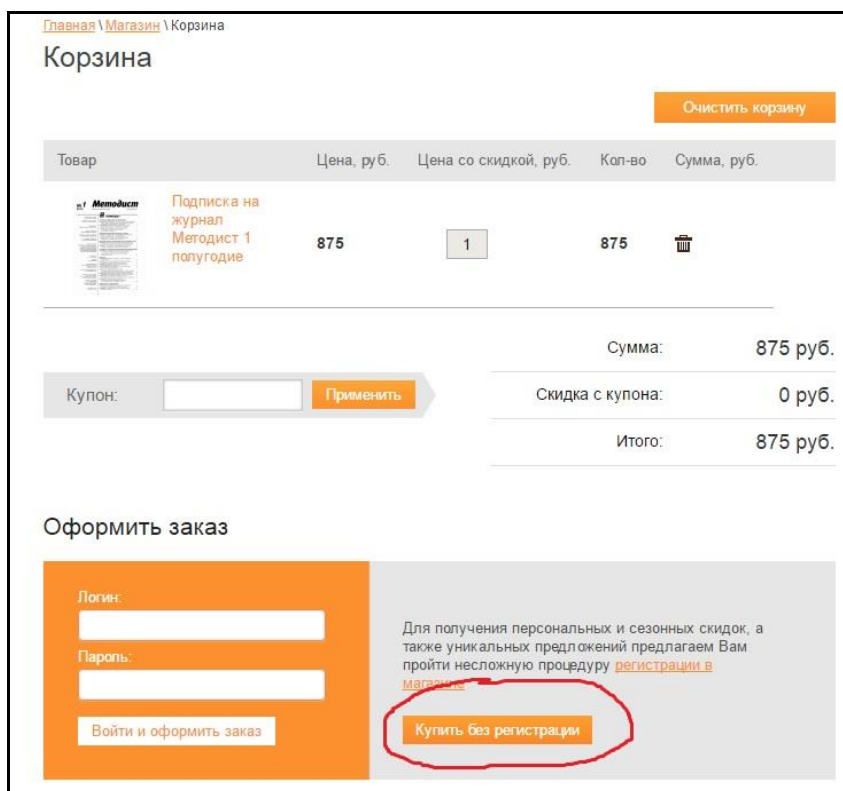 Главная \ Магазин \ Корзина
Корзина
Очистить корзину
Товар Цена, руб. Цена со скидкой, руб. Кол-во Сумма, руб.
Методист
Подписка на
журнал
Методист 1
полугодие
875 1 875
Сумма: 875 руб.
Купон: Применить
Скидка с купона: 0 руб.
Итого: 875 руб.
Оформить заказ
Логин:
Пароль:
Войти и оформить заказ
Для получения персональных и сезонных скидок, а
также уникальных предложений предлагаем Вам
пройти несложную процедуру регистрации в
магазине
Купить без регистрации